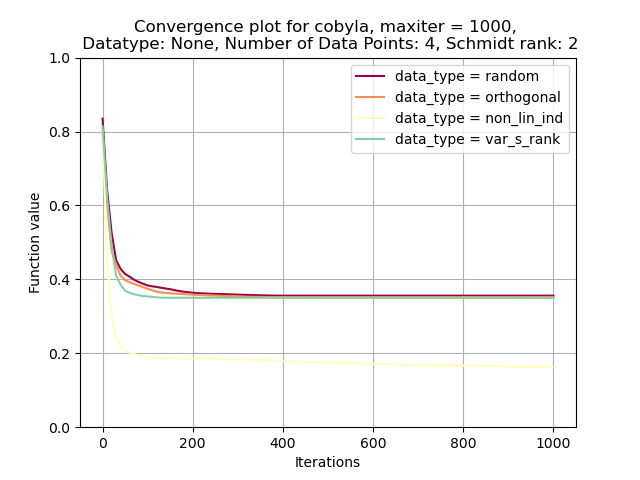 Convergence plot for cobyla, maxiter = 1000,
Datatype: None, Number of Data Points: 4, Schmidt rank: 2
1.0
data_type = random
data_type = orthogonal
data_type = non_lin_ind
data_type = var_s_rank
0.8
0.6
Function value
0.4
0.2
0.0
0 200 400 600 800 1000
Iterations